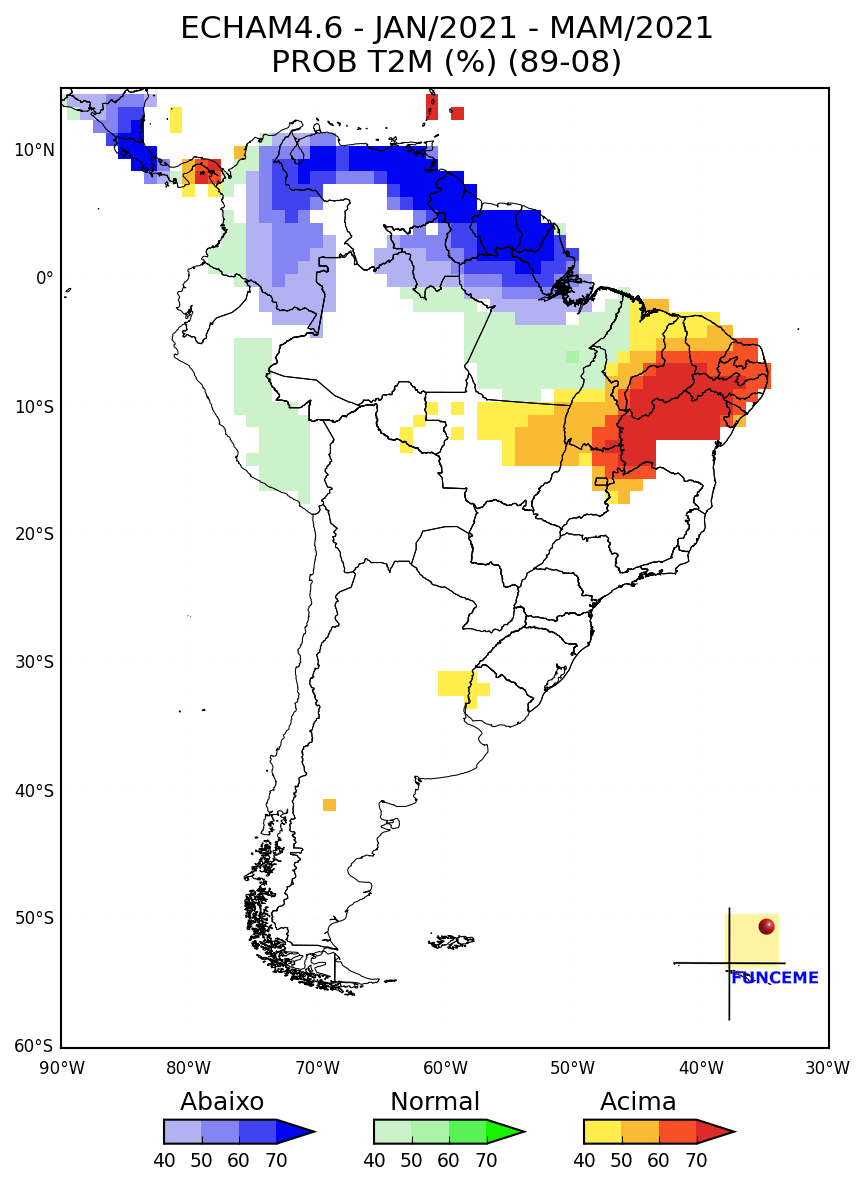 ECHAM4.6 - JAN/2021 - MAM/2021
PROB T2M (%) (89-08)
10°N
0°
10°S
20°S
30°S
40°S
50°S
60°S
90°W 80°W 70°W 60°W 50°W 40°W 30°W
FUNCEME
Abaixo Normal Acima
40 50 60 70 40 50 60 70 40 50 60 70